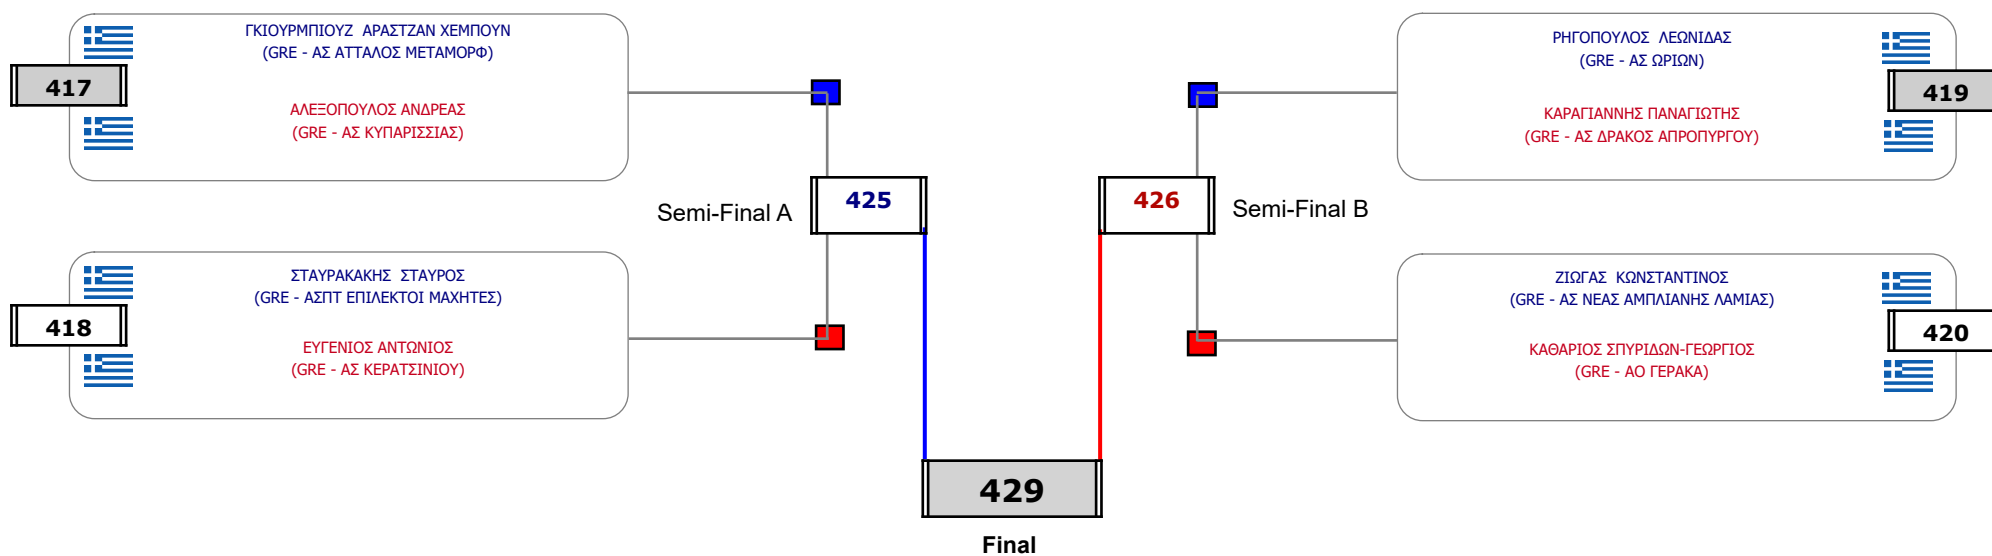 ΓΚΙΟΥΡΜΠΙΟΥΖ ΑΡΑΣΤΖΑΝ ΧΕΜΠΟΥΝ
(GRE - ΑΣ ΑΤΤΑΛΟΣ ΜΕΤΑΜΟΡΦ)
417
ΑΛΕΞΟΠΟΥΛΟΣ ΑΝΔΡΕΑΣ
(GRE - ΑΣ ΚΥΠΑΡΙΣΣΙΑΣ)
ΡΗΓΟΠΟΥΛΟΣ ΛΕΩΝΙΔΑΣ
(GRE - ΑΣ ΩΡΙΩΝ)
419
ΚΑΡΑΓΙΑΝΝΗΣ ΠΑΝΑΓΙΩΤΗΣ
(GRE - ΑΣ ΔΡΑΚΟΣ ΑΠΡΟΠΥΡΓΟΥ)
Semi-Final A
425
426
Semi-Final B
ΣΤΑΥΡΑΚΑΚΗΣ ΣΤΑΥΡΟΣ
(GRE - ΑΣΠΤ ΕΠΙΛΕΚΤΟΙ ΜΑΧΗΤΕΣ)
418
ΕΥΓΕΝΙΟΣ ΑΝΤΩΝΙΟΣ
(GRE - ΑΣ ΚΕΡΑΤΣΙΝΙΟΥ)
ΖΙΩΓΑΣ ΚΩΝΣΤΑΝΤΙΝΟΣ
(GRE - ΑΣ ΝΕΑΣ ΑΜΠΛΙΑΝΗΣ ΛΑΜΙΑΣ)
420
ΚΑΘΑΡΙΟΣ ΣΠΥΡΙΔΩΝ-ΓΕΩΡΓΙΟΣ
(GRE - ΑΟ ΓΕΡΑΚΑ)
429
Final